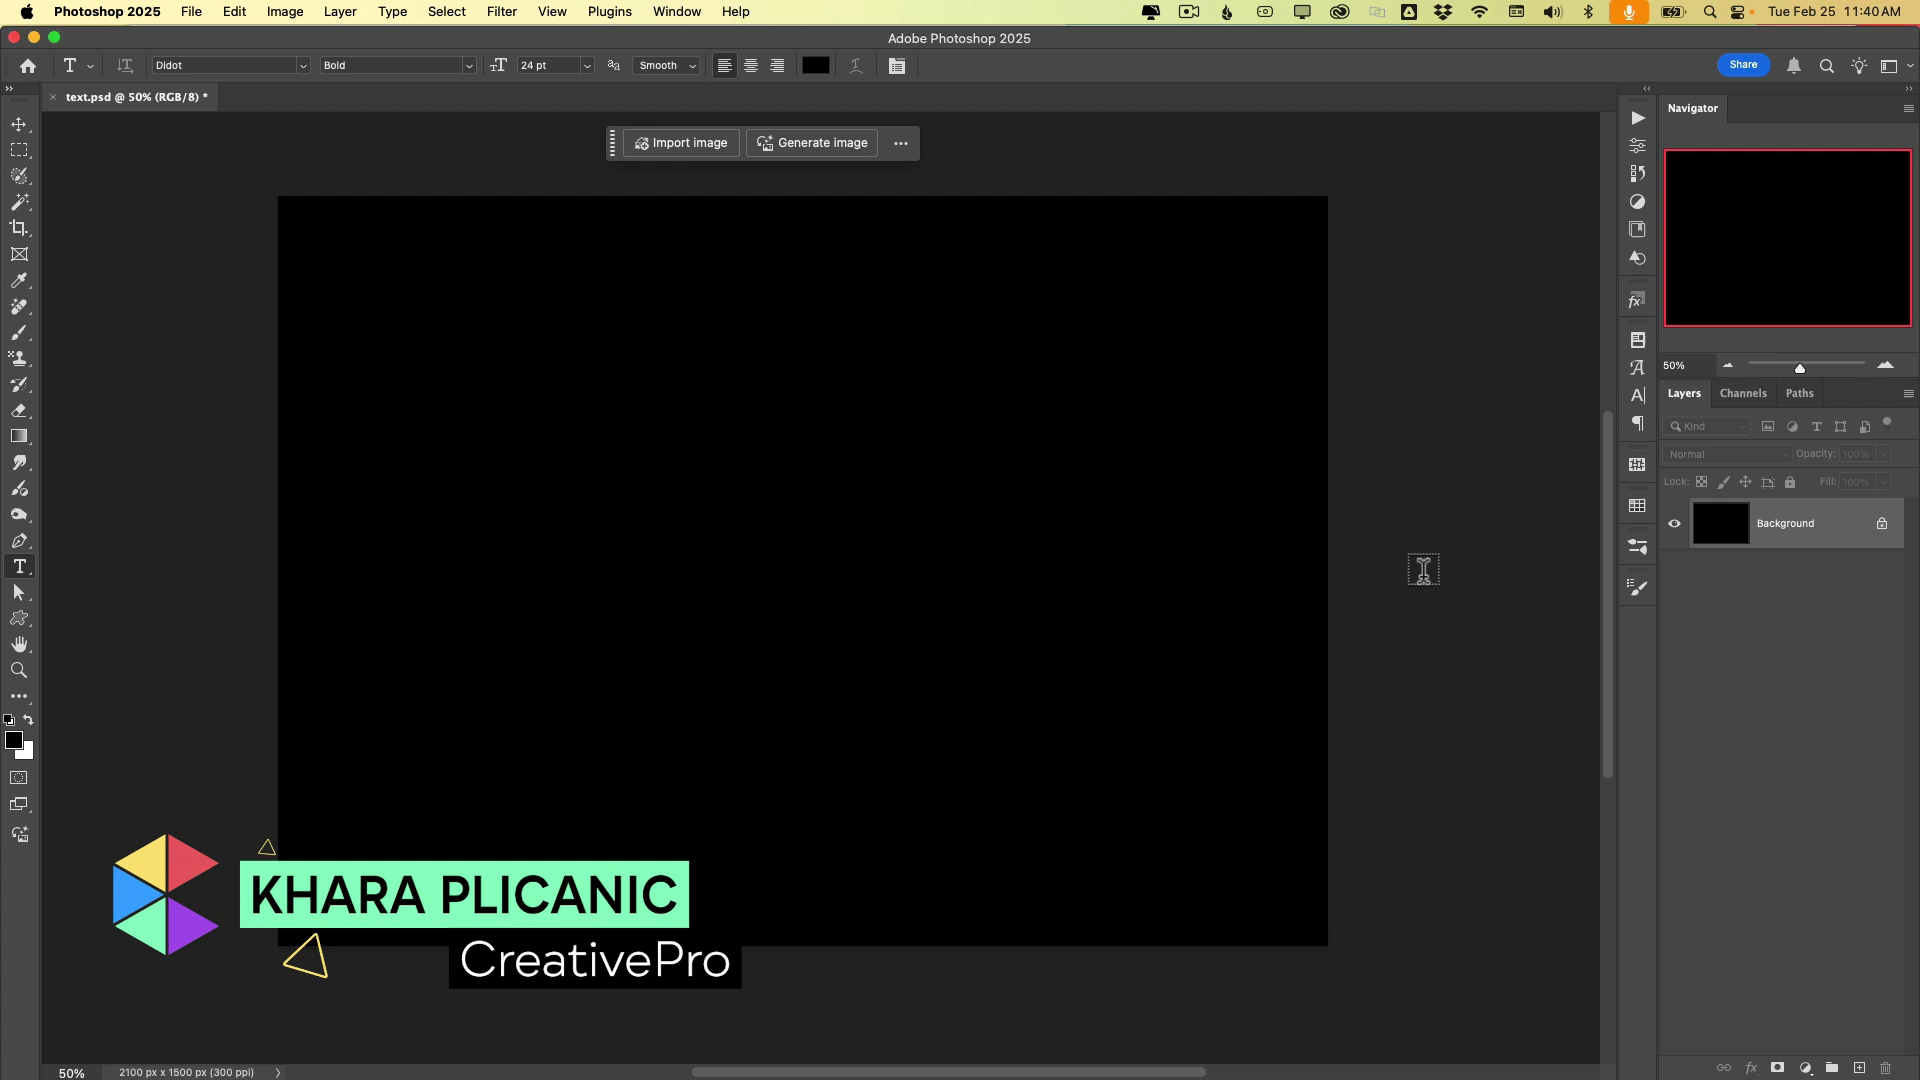 Photoshop 2025 File Edit Image Layer Type Select Filter View Plugins Window Help Tue Feb 25 11:40 AM
Adobe Photoshop 2025
Didot Bold 24 pt Smooth Share
text.psd @ 50% (RGB/8) *
Navigator
Import image Generate image
50%
Layers Channels Paths
Kind
Normal Opacity: 100%
Lock: Fill: 100%
Background
KHARA PLICANIC
CreativePro
50% 2100 px x 1500 px (300 ppi)